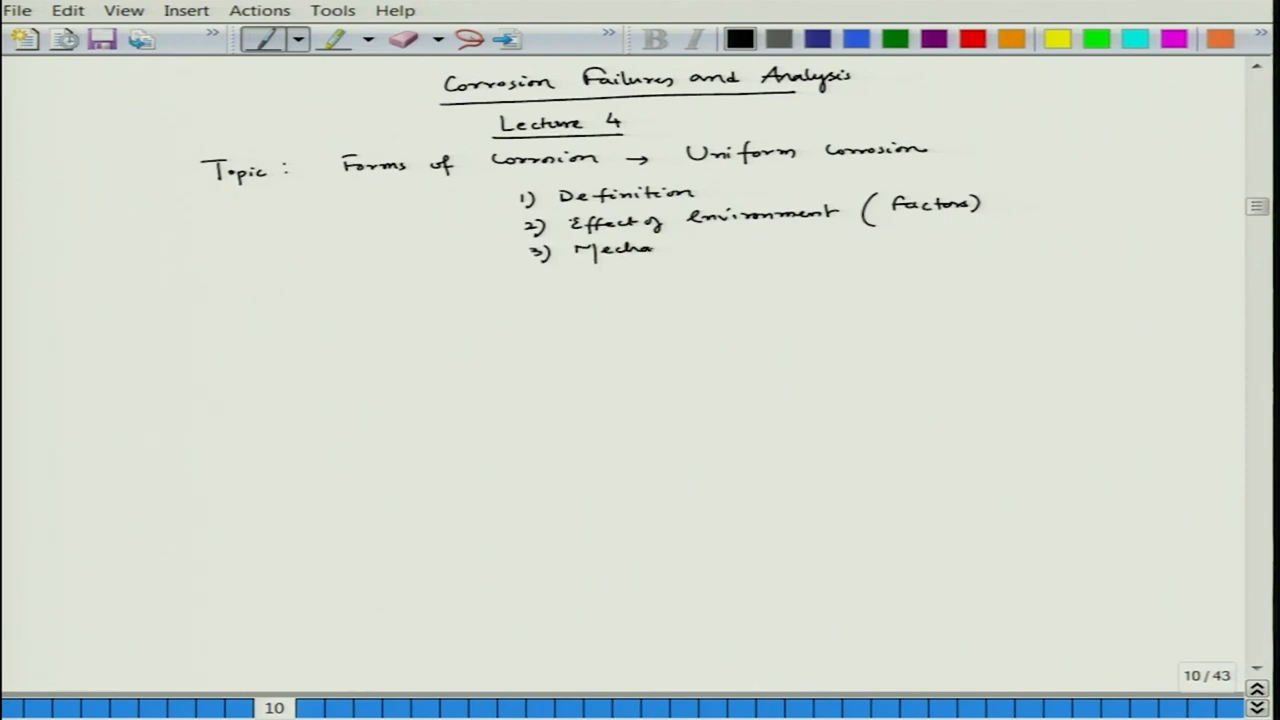 File Edit View Insert Actions Tools Help
B I
Corrosion Failures and Analysis
Lecture 4
Topic : Forms of Corrosion → Uniform Corrosion
1) Definition
2) Effect of environment (factors)
3) Mecha
10 / 43
10